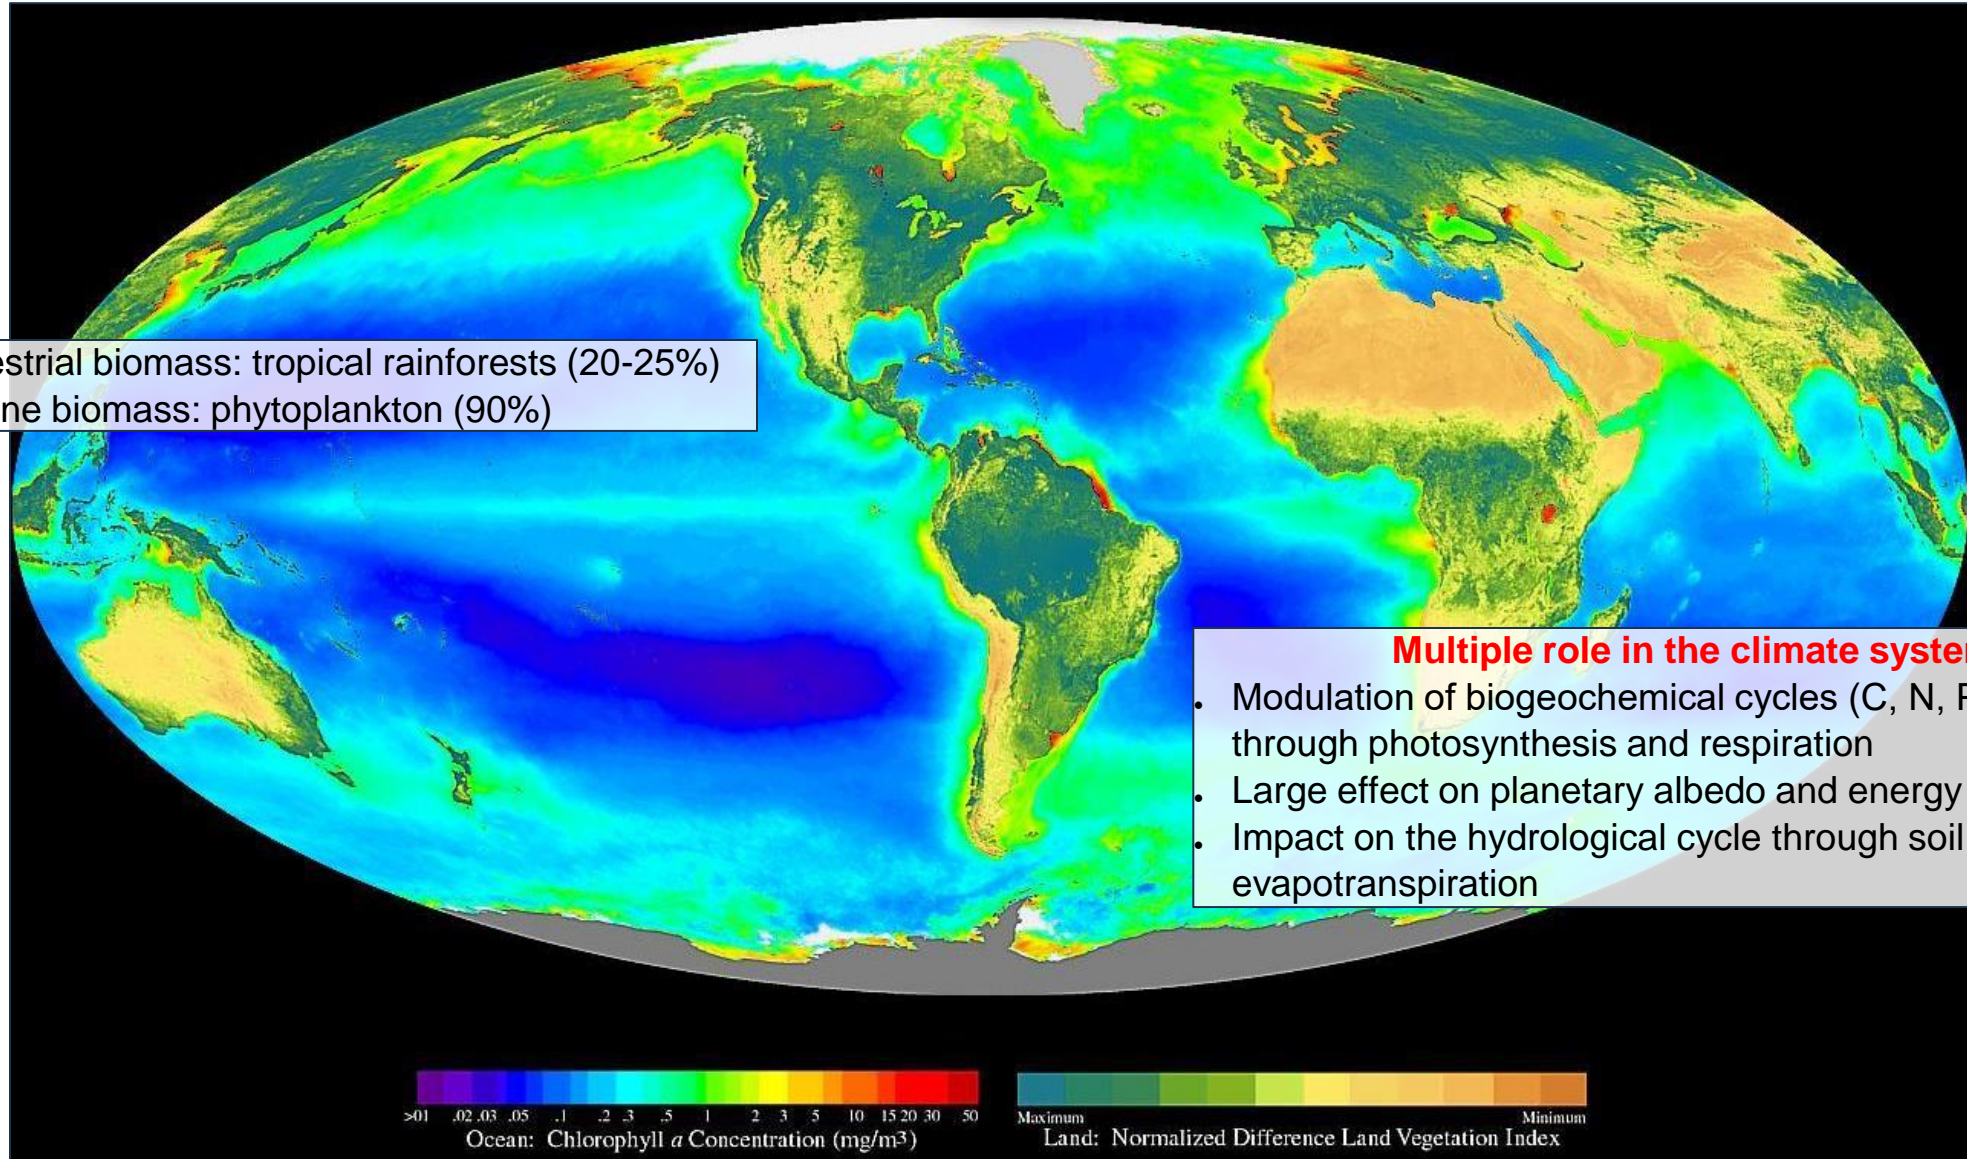 estrial biomass: tropical rainforests (20-25%)
ne biomass: phytoplankton (90%)
Multiple role in the climate syste
• Modulation of biogeochemical cycles (C, N, P
through photosynthesis and respiration
• Large effect on planetary albedo and energy
• Impact on the hydrological cycle through soil
evapotranspiration
>01 .02 .03 .05 .1 .2 .3 .5 1 2 3 5 10 15 20 30 50
Ocean: Chlorophyll a Concentration (mg/m³)
Maximum Minimum
Land: Normalized Difference Land Vegetation Index